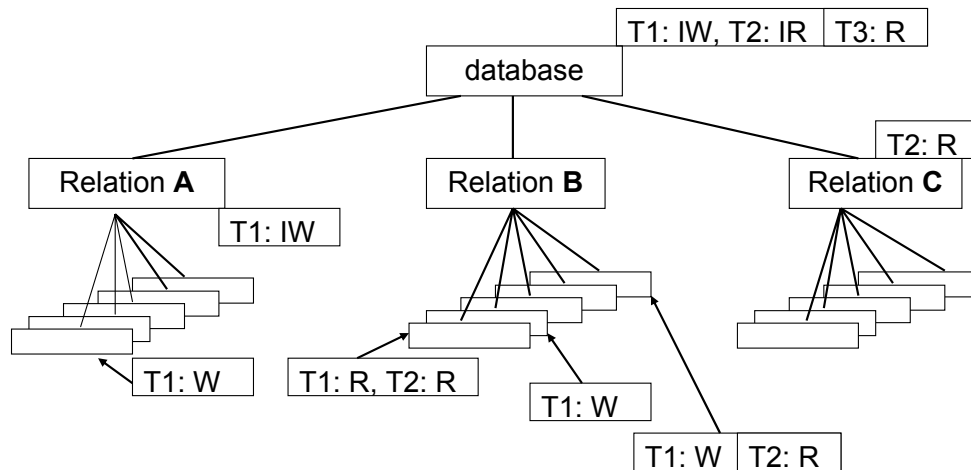 T1: IW, T2: IR T3: R
database
T2: R
Relation A Relation B Relation C
T1: IW
T1: W T1: R, T2: R
T1: W
T1: W T2: R